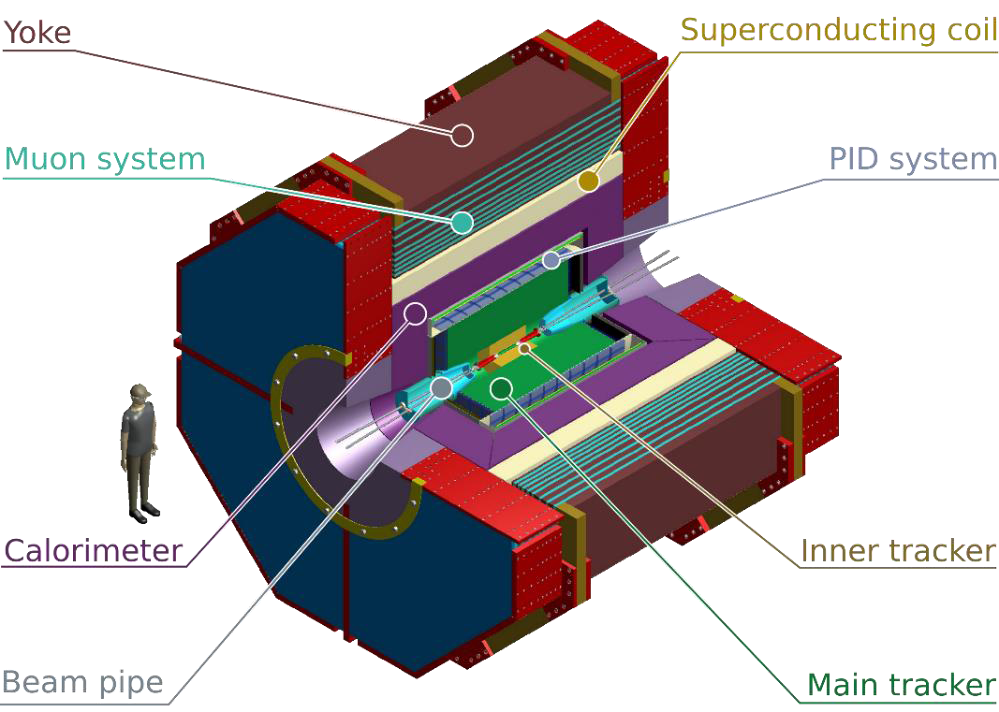 Yoke
Superconducting coil
Muon system
PID system
Calorimeter
Inner tracker
Beam pipe
Main tracker